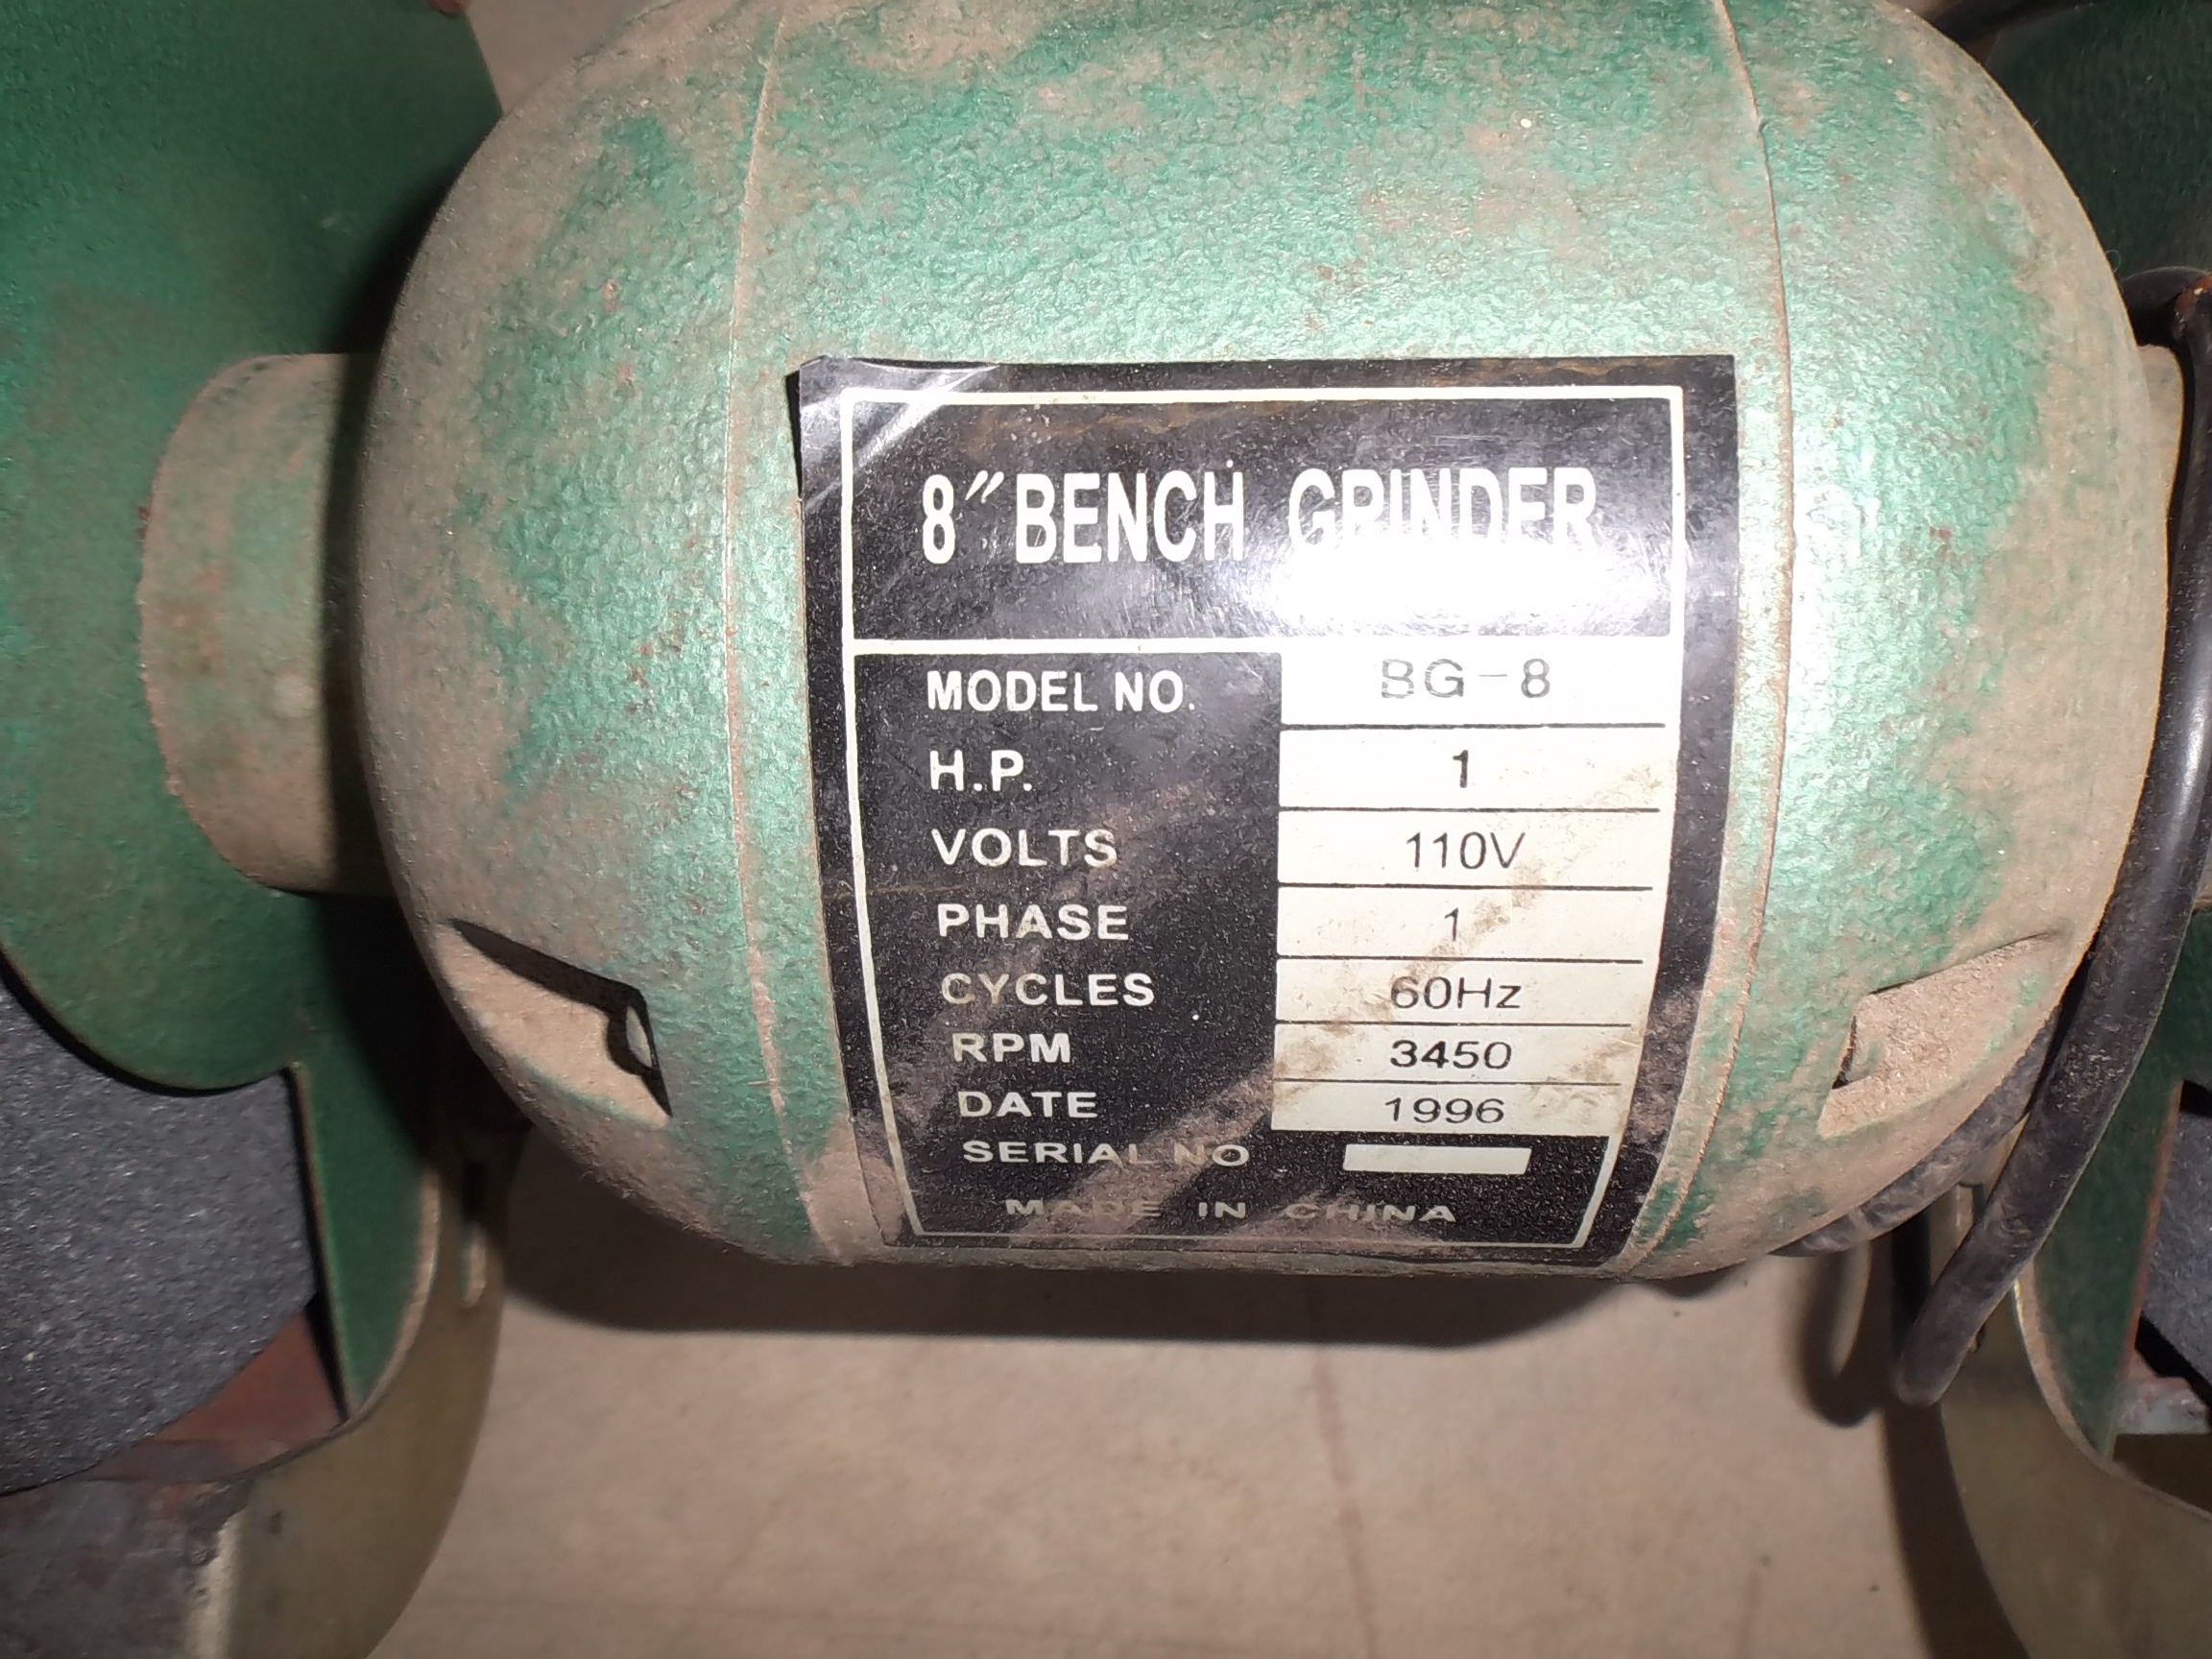 8" BENCH GRINDER
MODEL NO. BG-8
H.P. 1
VOLTS 110V
PHASE 1
CYCLES 60Hz
RPM 3450
DATE 1996
SERIAL NO
MADE IN CHINA